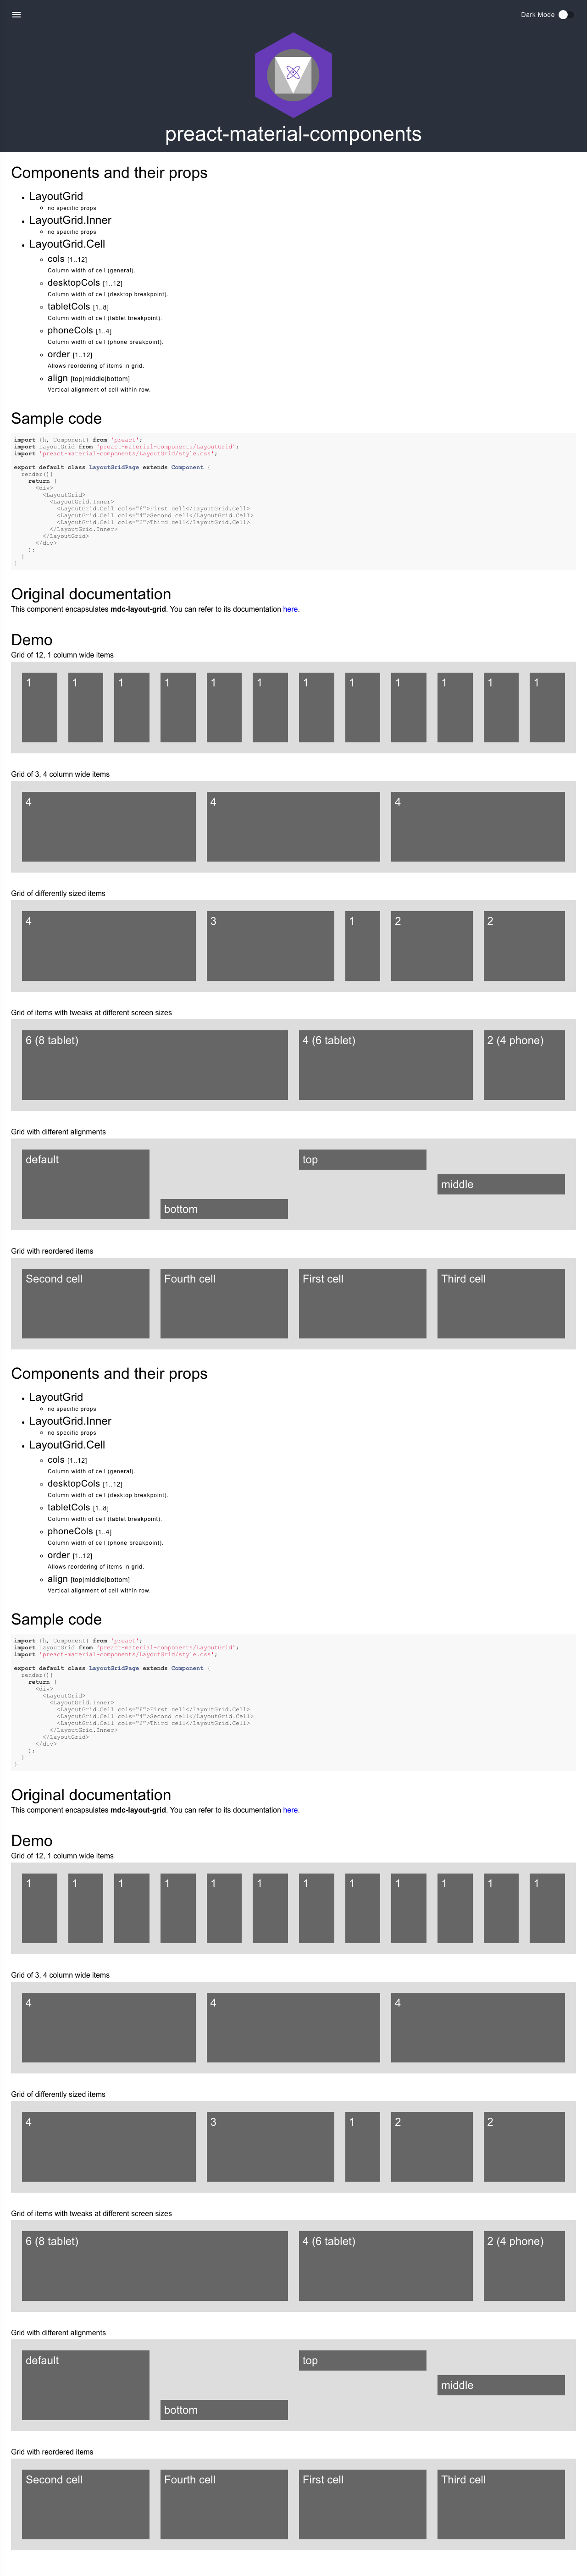 Dark Mode
preact-material-components
Components and their props
LayoutGrid
no specific props
LayoutGrid.Inner
no specific props
LayoutGrid.Cell
cols [1..12]
Column width of cell (general).
desktopCols [1..12]
Column width of cell (desktop breakpoint).
tabletCols [1..8]
Column width of cell (tablet breakpoint).
phoneCols [1..4]
Column width of cell (phone breakpoint).
order [1..12]
Allows reordering of items in grid.
align [top|middle|bottom]
Vertical alignment of cell within row.
Sample code
import {h, Component} from 'preact';
import LayoutGrid from 'preact-material-components/LayoutGrid';
import 'preact-material-components/LayoutGrid/style.css';
export default class LayoutGridPage extends Component {
render(){
return (
<div>
<LayoutGrid>
<LayoutGrid.Inner>
<LayoutGrid.Cell cols="6">First cell</LayoutGrid.Cell>
<LayoutGrid.Cell cols="4">Second cell</LayoutGrid.Cell>
<LayoutGrid.Cell cols="2">Third cell</LayoutGrid.Cell>
</LayoutGrid.Inner>
</LayoutGrid>
</div>
);
}
}
Original documentation
This component encapsulates mdc-layout-grid. You can refer to its documentation here.
Demo
Grid of 12, 1 column wide items
1 1 1 1 1 1 1 1 1 1 1 1
Grid of 3, 4 column wide items
4 4 4
Grid of differently sized items
4 3 1 2 2
Grid of items with tweaks at different screen sizes
6 (8 tablet) 4 (6 tablet) 2 (4 phone)
Grid with different alignments
default top
middle
bottom
Grid with reordered items
Second cell Fourth cell First cell Third cell
Components and their props
LayoutGrid
no specific props
LayoutGrid.Inner
no specific props
LayoutGrid.Cell
cols [1..12]
Column width of cell (general).
desktopCols [1..12]
Column width of cell (desktop breakpoint).
tabletCols [1..8]
Column width of cell (tablet breakpoint).
phoneCols [1..4]
Column width of cell (phone breakpoint).
order [1..12]
Allows reordering of items in grid.
align [top|middle|bottom]
Vertical alignment of cell within row.
Sample code
import {h, Component} from 'preact';
import LayoutGrid from 'preact-material-components/LayoutGrid';
import 'preact-material-components/LayoutGrid/style.css';
export default class LayoutGridPage extends Component {
render(){
return (
<div>
<LayoutGrid>
<LayoutGrid.Inner>
<LayoutGrid.Cell cols="6">First cell</LayoutGrid.Cell>
<LayoutGrid.Cell cols="4">Second cell</LayoutGrid.Cell>
<LayoutGrid.Cell cols="2">Third cell</LayoutGrid.Cell>
</LayoutGrid.Inner>
</LayoutGrid>
</div>
);
}
}
Original documentation
This component encapsulates mdc-layout-grid. You can refer to its documentation here.
Demo
Grid of 12, 1 column wide items
1 1 1 1 1 1 1 1 1 1 1 1
Grid of 3, 4 column wide items
4 4 4
Grid of differently sized items
4 3 1 2 2
Grid of items with tweaks at different screen sizes
6 (8 tablet) 4 (6 tablet) 2 (4 phone)
Grid with different alignments
default top
middle
bottom
Grid with reordered items
Second cell Fourth cell First cell Third cell